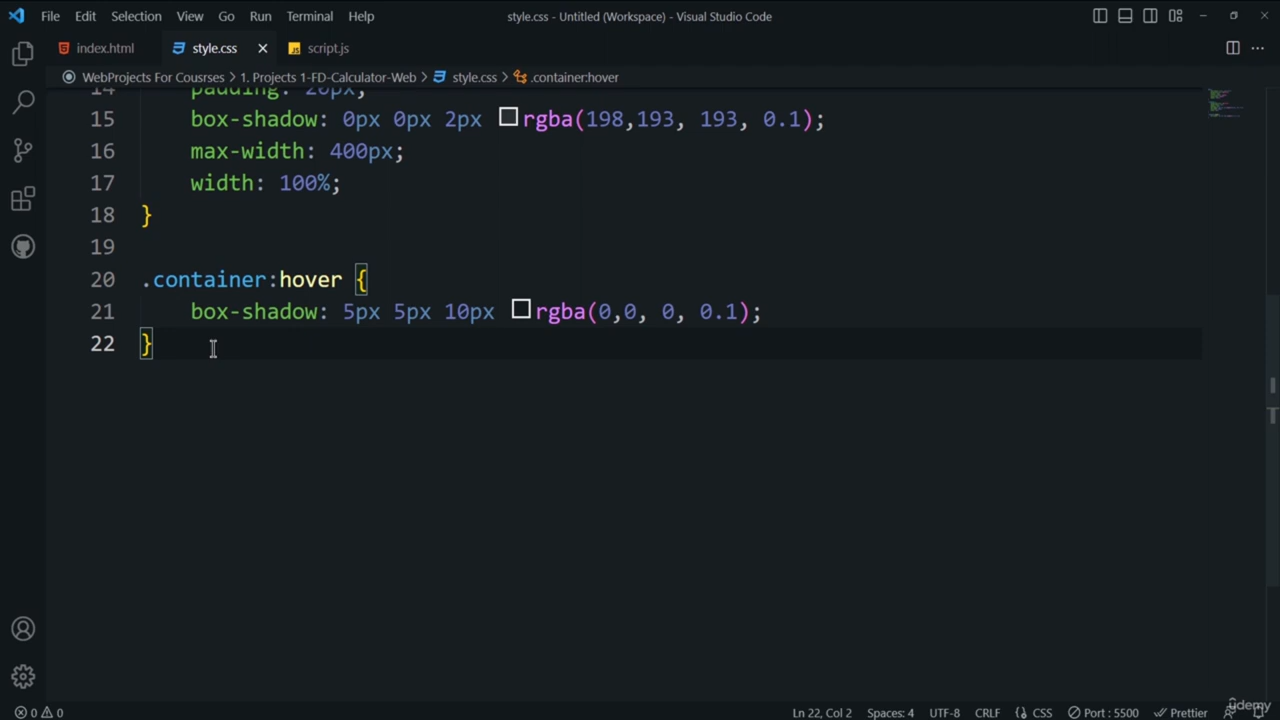 File Edit Selection View Go Run Terminal Help
style.css - Untitled (Workspace) - Visual Studio Code
index.html style.css script.js
WebProjects For Cousrses > 1. Projects 1-FD-Calculator-Web > style.css > .container:hover
14 padding: 20px;
15 box-shadow: 0px 0px 2px rgba(198,193, 193, 0.1);
16 max-width: 400px;
17 width: 100%;
18 }
19
20 .container:hover {
21 box-shadow: 5px 5px 10px rgba(0,0, 0, 0.1);
22 }
0 0 Ln 22, Col 2 Spaces: 4 UTF-8 CRLF {} CSS Port : 5500 Prettier
ûdemy